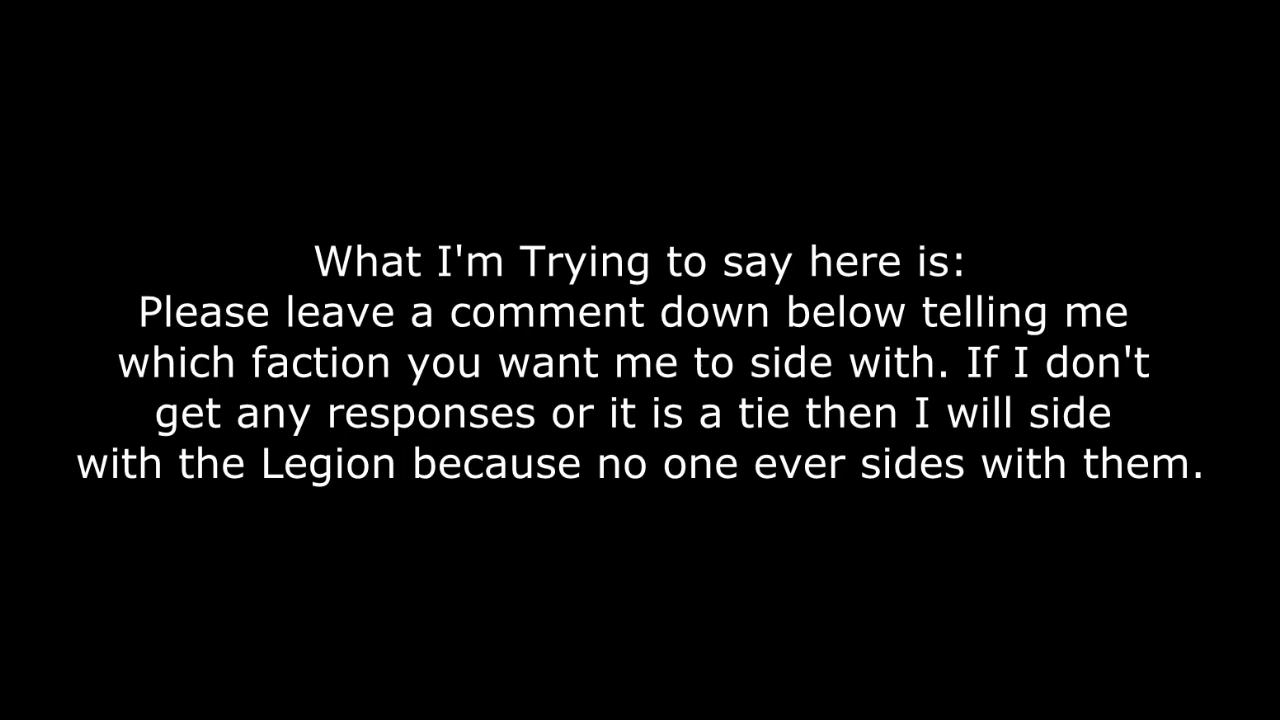 What I'm Trying to say here is:
Please leave a comment down below telling me
which faction you want me to side with. If I don't
get any responses or it is a tie then I will side
with the Legion because no one ever sides with them.